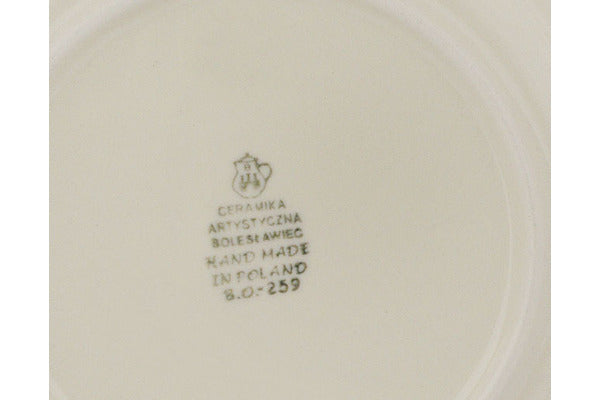 CERAMIKA
ARTYSTYCZNA
BOLESŁAWIEC
HAND MADE
IN POLAND
B.O.-259